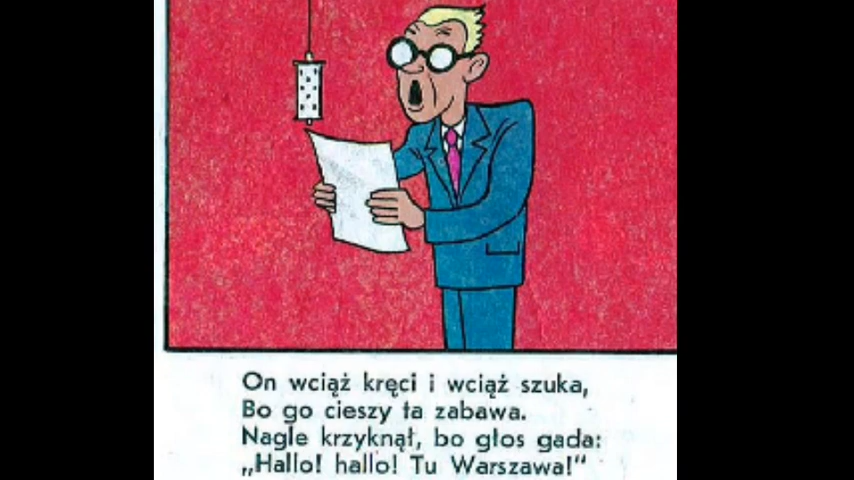 On wciąż kręci i wciąż szuka,
Bo go cieszy ta zabawa.
Nagle krzyknął, bo głos gada:
„Hallo! hallo! Tu Warszawa!“